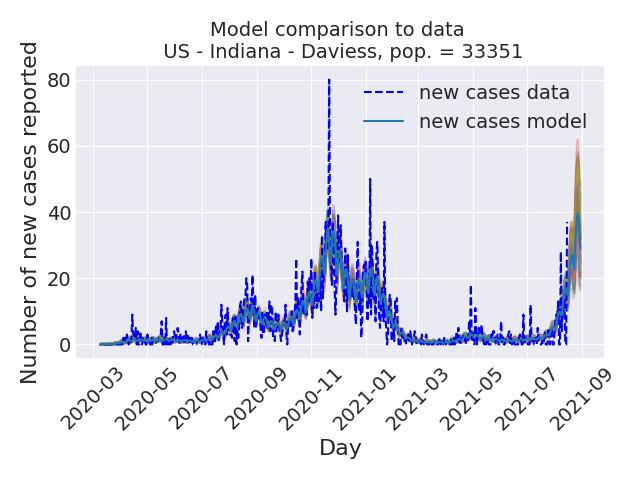 Model comparison to data
US - Indiana - Daviess, pop. = 33351
Number of new cases reported
80
60
40
20
0
new cases data
new cases model
2020-03
2020-05
2020-07
2020-09
2020-11
2021-01
2021-03
2021-05
2021-07
2021-09
Day